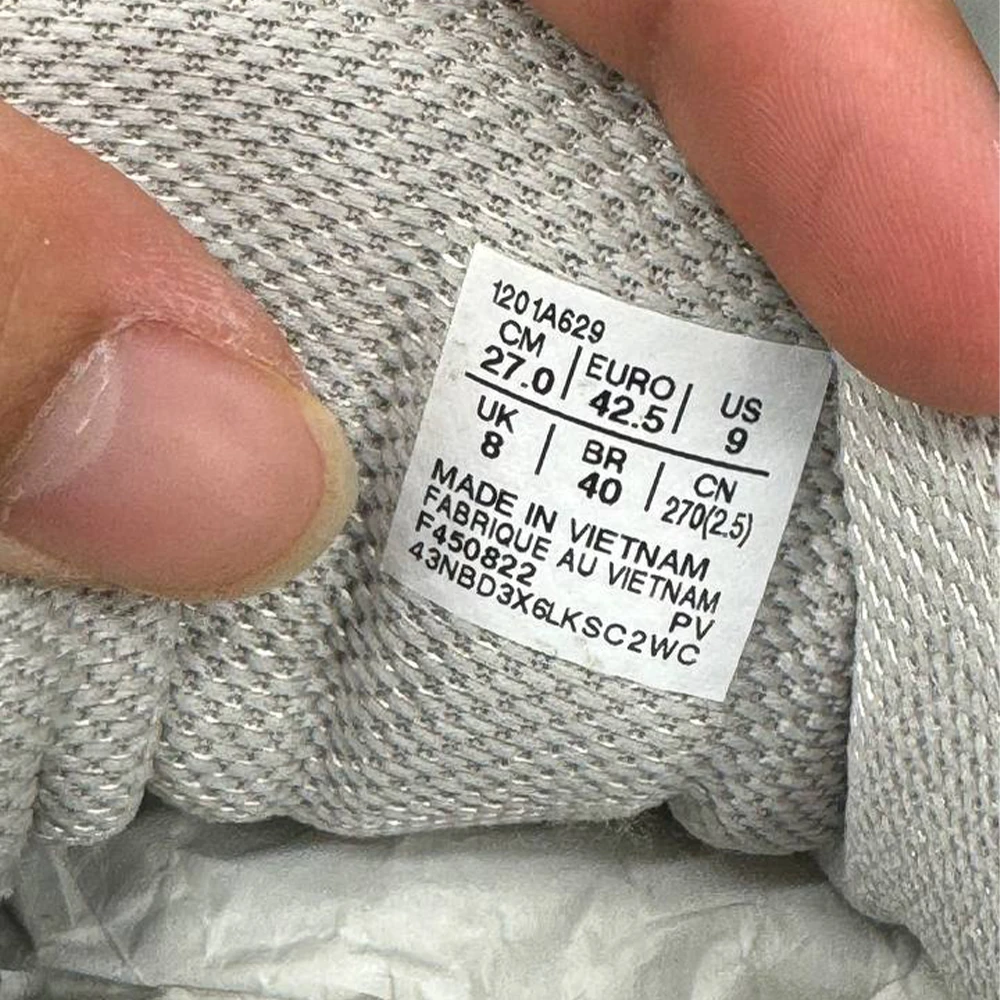 1201A629
CM | EURO | US
27.0 | 42.5 | 9
UK | BR | CN
8 | 40 | 270(2.5)
MADE IN VIETNAM
FABRIQUE AU VIETNAM
F450822 PV
43NBD3X6LKSC2WC